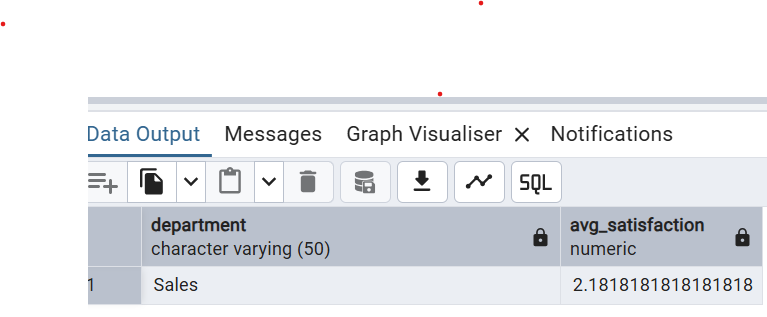 Data Output Messages Graph Visualiser Notifications
SQL
department avg_satisfaction
character varying (50) numeric
1 Sales 2.1818181818181818